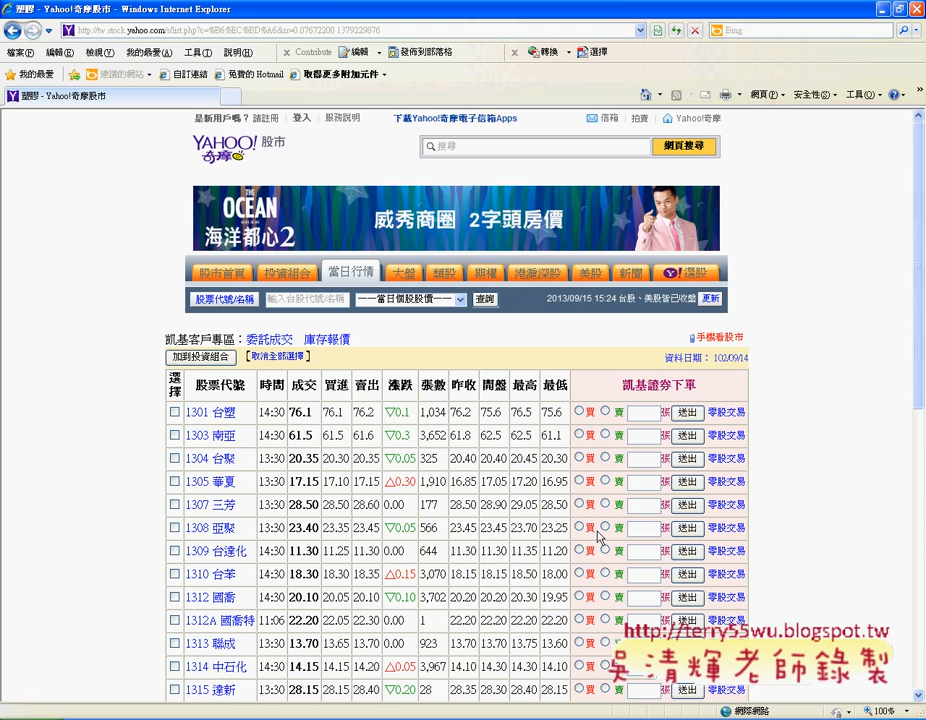 塑膠 - Yahoo!奇摩股市 - Windows Internet Explorer
http://tw.stock.yahoo.com/s/list.php?c=%B6%EC%BD%A6&rr=0.07672200 1379229876
Bing
檔案(F) 編輯(E) 檢視(V) 我的最愛(A) 工具(T) 說明(H) Contribute 編輯 發佈到部落格 轉換 選擇
我的最愛 建議的網站 自訂連結 免費的 Hotmail 取得更多附加元件
塑膠 - Yahoo!奇摩股市 網頁(P) 安全性(S) 工具(O)
是新用戶嗎? 請註冊 登入 服務說明 下載Yahoo!奇摩電子信箱Apps 信箱 拍賣 Yahoo!奇摩
YAHOO! 奇摩 股市
搜尋 網頁搜尋
THE OCEAN
海洋都心2
威秀商圈 2字頭房價
股市首頁 投資組合 當日行情 大盤 類股 期權 港滬深股 美股 新聞 Y! 選股
股票代號/名稱 輸入台股代號/名稱 ──當日個股股價── 查詢 2013/09/15 15:24 台股、美股皆已收盤 更新
凱基客戶專區：委託成交 庫存報價 手機看股市
加到投資組合 【取消全部選擇】 資料日期： 102/09/14
選擇 股票代號 時間 成交 買進 賣出 漲跌 張數 昨收 開盤 最高 最低 凱基證券下單
1301 台塑 14:30 76.1 76.1 76.2 ▽0.1 1,034 76.2 75.6 76.5 75.6 買 賣 張 送出 零股交易
1303 南亞 14:30 61.5 61.5 61.6 ▽0.3 3,652 61.8 62.5 62.5 61.1 買 賣 張 送出 零股交易
1304 台聚 13:30 20.35 20.30 20.35 ▽0.05 325 20.40 20.40 20.45 20.30 買 賣 張 送出 零股交易
1305 華夏 13:30 17.15 17.10 17.15 △0.30 1,910 16.85 17.05 17.20 16.95 買 賣 張 送出 零股交易
1307 三芳 13:30 28.50 28.50 28.60 0.00 177 28.50 28.90 29.05 28.50 買 賣 張 送出 零股交易
1308 亞聚 13:30 23.40 23.35 23.45 ▽0.05 566 23.45 23.45 23.70 23.25 買 賣 張 送出 零股交易
1309 台達化 13:30 11.30 11.25 11.30 0.00 644 11.30 11.30 11.35 11.20 買 賣 張 送出 零股交易
1310 台苯 14:30 18.30 18.30 18.35 △0.15 3,070 18.15 18.15 18.50 18.00 買 賣 張 送出 零股交易
1312 國喬 14:30 20.10 20.05 20.10 ▽0.10 3,702 20.20 20.20 20.30 19.95 買 賣 張 送出 零股交易
1312A 國喬特 11:06 22.20 22.05 22.30 0.00 1 22.20 22.20 22.20 22.20 買 賣 張 送出 零股交易
1313 聯成 13:30 13.70 13.65 13.70 0.00 923 13.70 13.70 13.75 13.60
1314 中石化 14:30 14.15 14.15 14.20 △0.05 3,967 14.10 14.30 14.30 14.10
1315 達新 13:30 28.15 28.15 28.40 ▽0.20 28 28.35 28.30 28.40 28.15 買 賣 張 送出 零股交易
http://terry55wu.blogspot.tw
吳清輝老師錄製
網際網路 100%